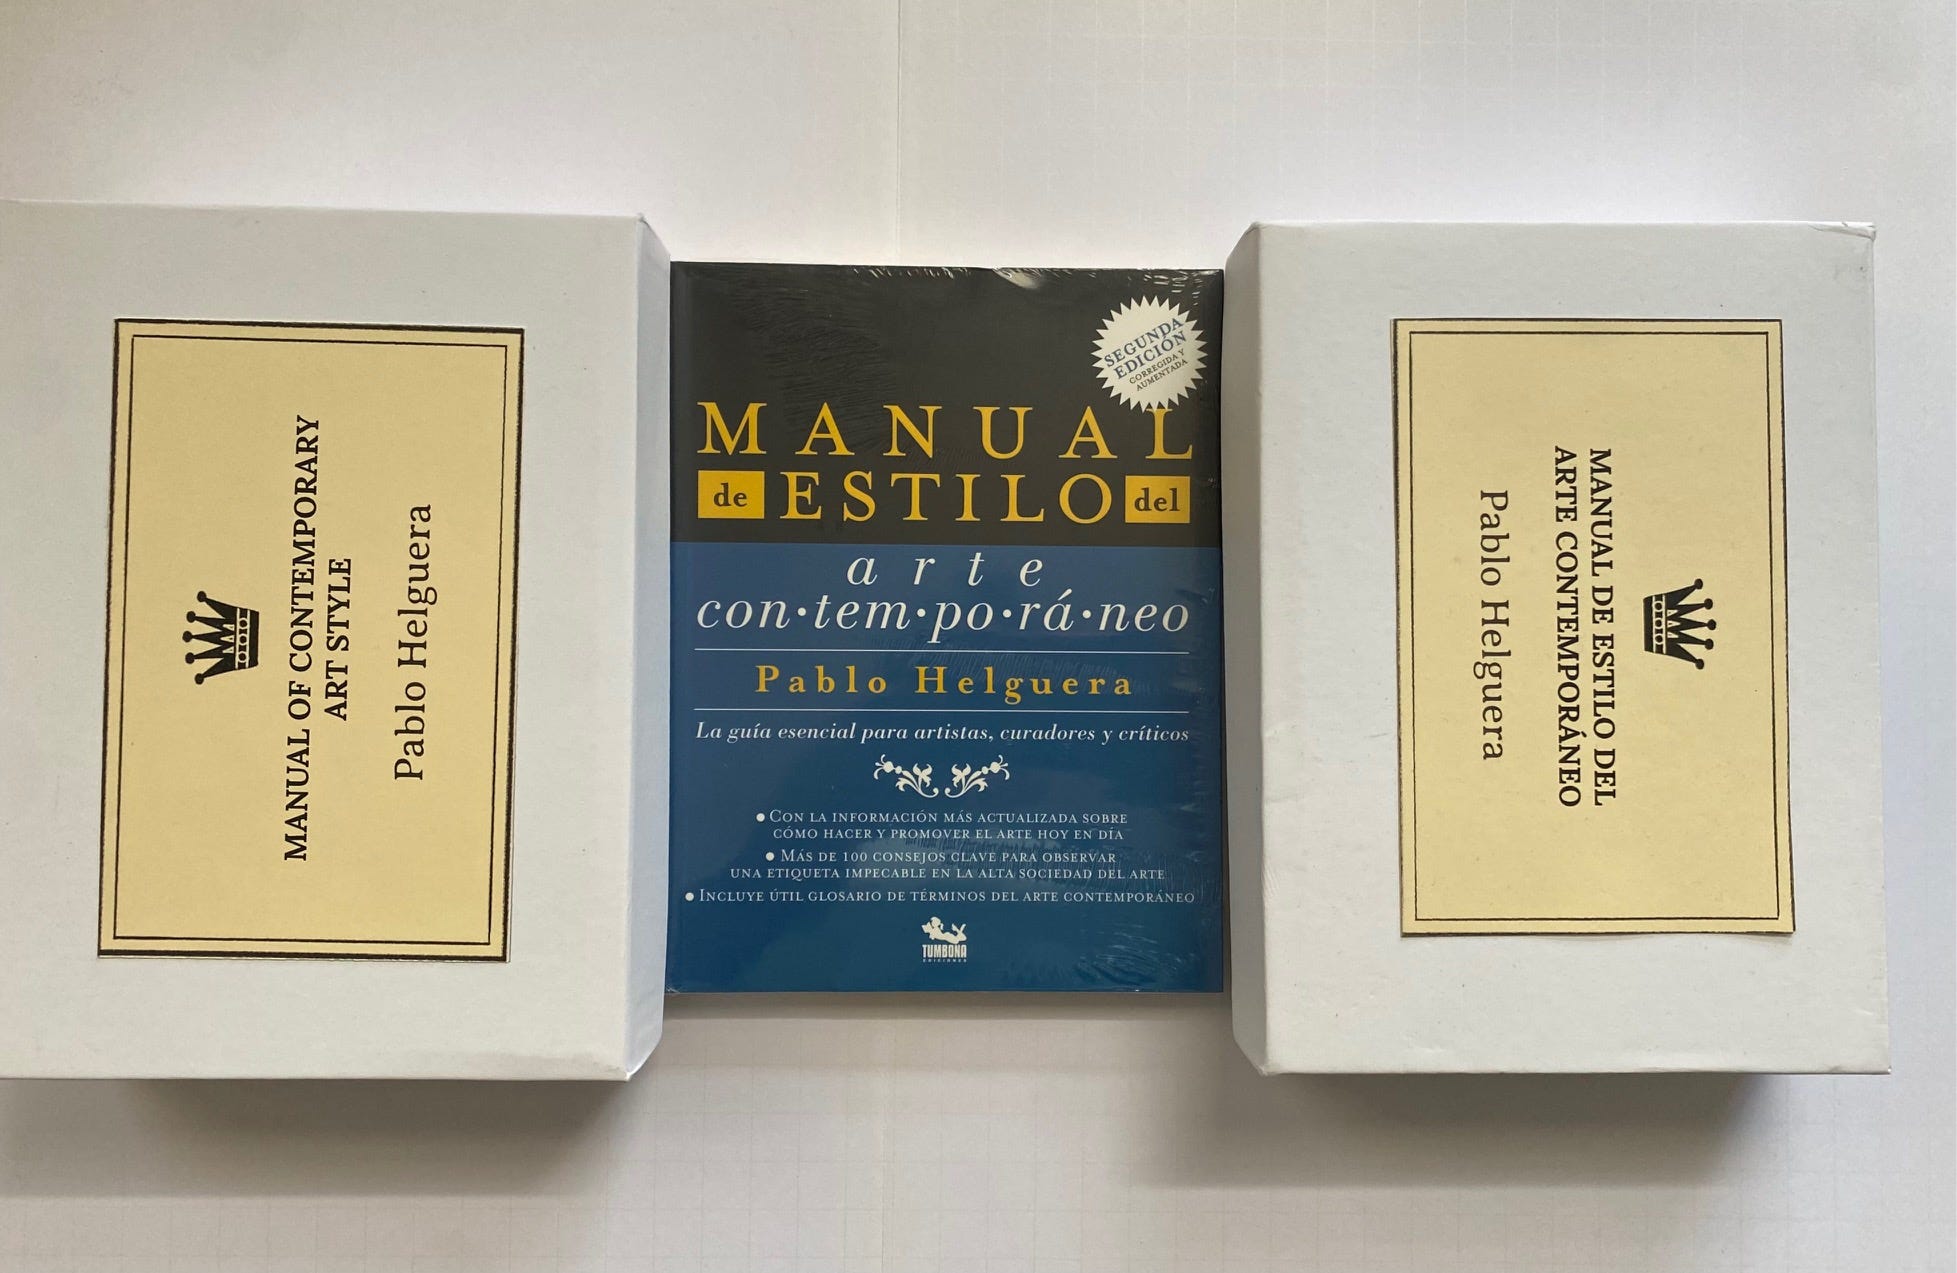 MANUAL OF CONTEMPORARY
ART STYLE
Pablo Helguera
SEGUNDA
EDICIÓN
CORREGIDA Y
AUMENTADA
MANUAL
de ESTILO del
arte
con•tem•po•rá•neo
Pablo Helguera
La guía esencial para artistas, curadores y críticos
• CON LA INFORMACIÓN MÁS ACTUALIZADA SOBRE
CÓMO HACER Y PROMOVER EL ARTE HOY EN DÍA
• MÁS DE 100 CONSEJOS CLAVE PARA OBSERVAR
UNA ETIQUETA IMPECABLE EN LA ALTA SOCIEDAD DEL ARTE
• INCLUYE ÚTIL GLOSARIO DE TÉRMINOS DEL ARTE CONTEMPORÁNEO
TUMBONA
EDICIONES
MANUAL DE ESTILO DEL
ARTE CONTEMPORÁNEO
Pablo Helguera